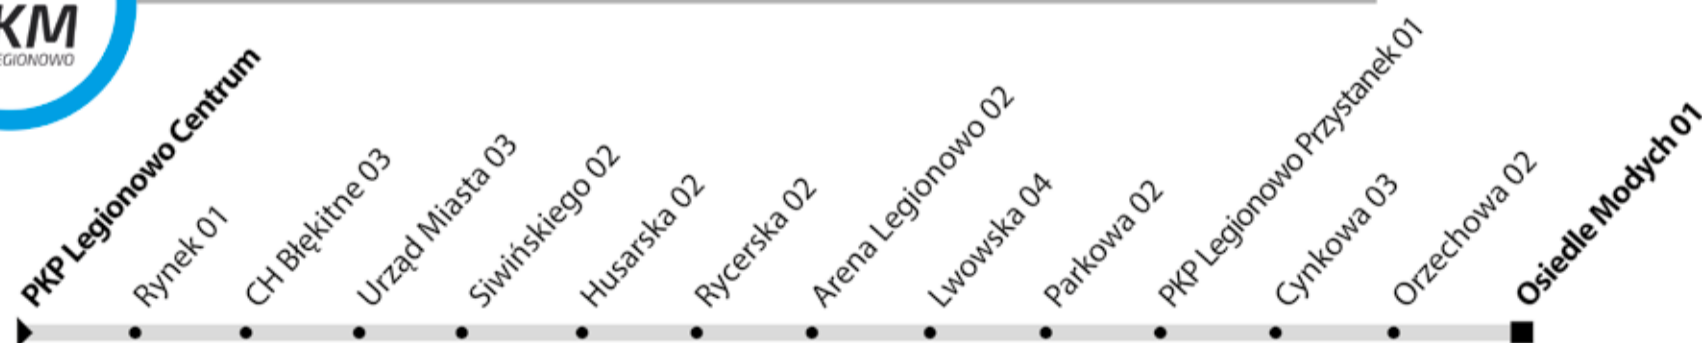 KM
EGIONOWO
PKP Legionowo Centrum
Rynek 01
CH Błękitne 03
Urząd Miasta 03
Siwińskiego 02
Husarska 02
Rycerska 02
Arena Legionowo 02
Lwowska 04
Parkowa 02
PKP Legionowo Przystanek 01
Cynkowa 03
Orzechowa 02
Osiedle Modych 01